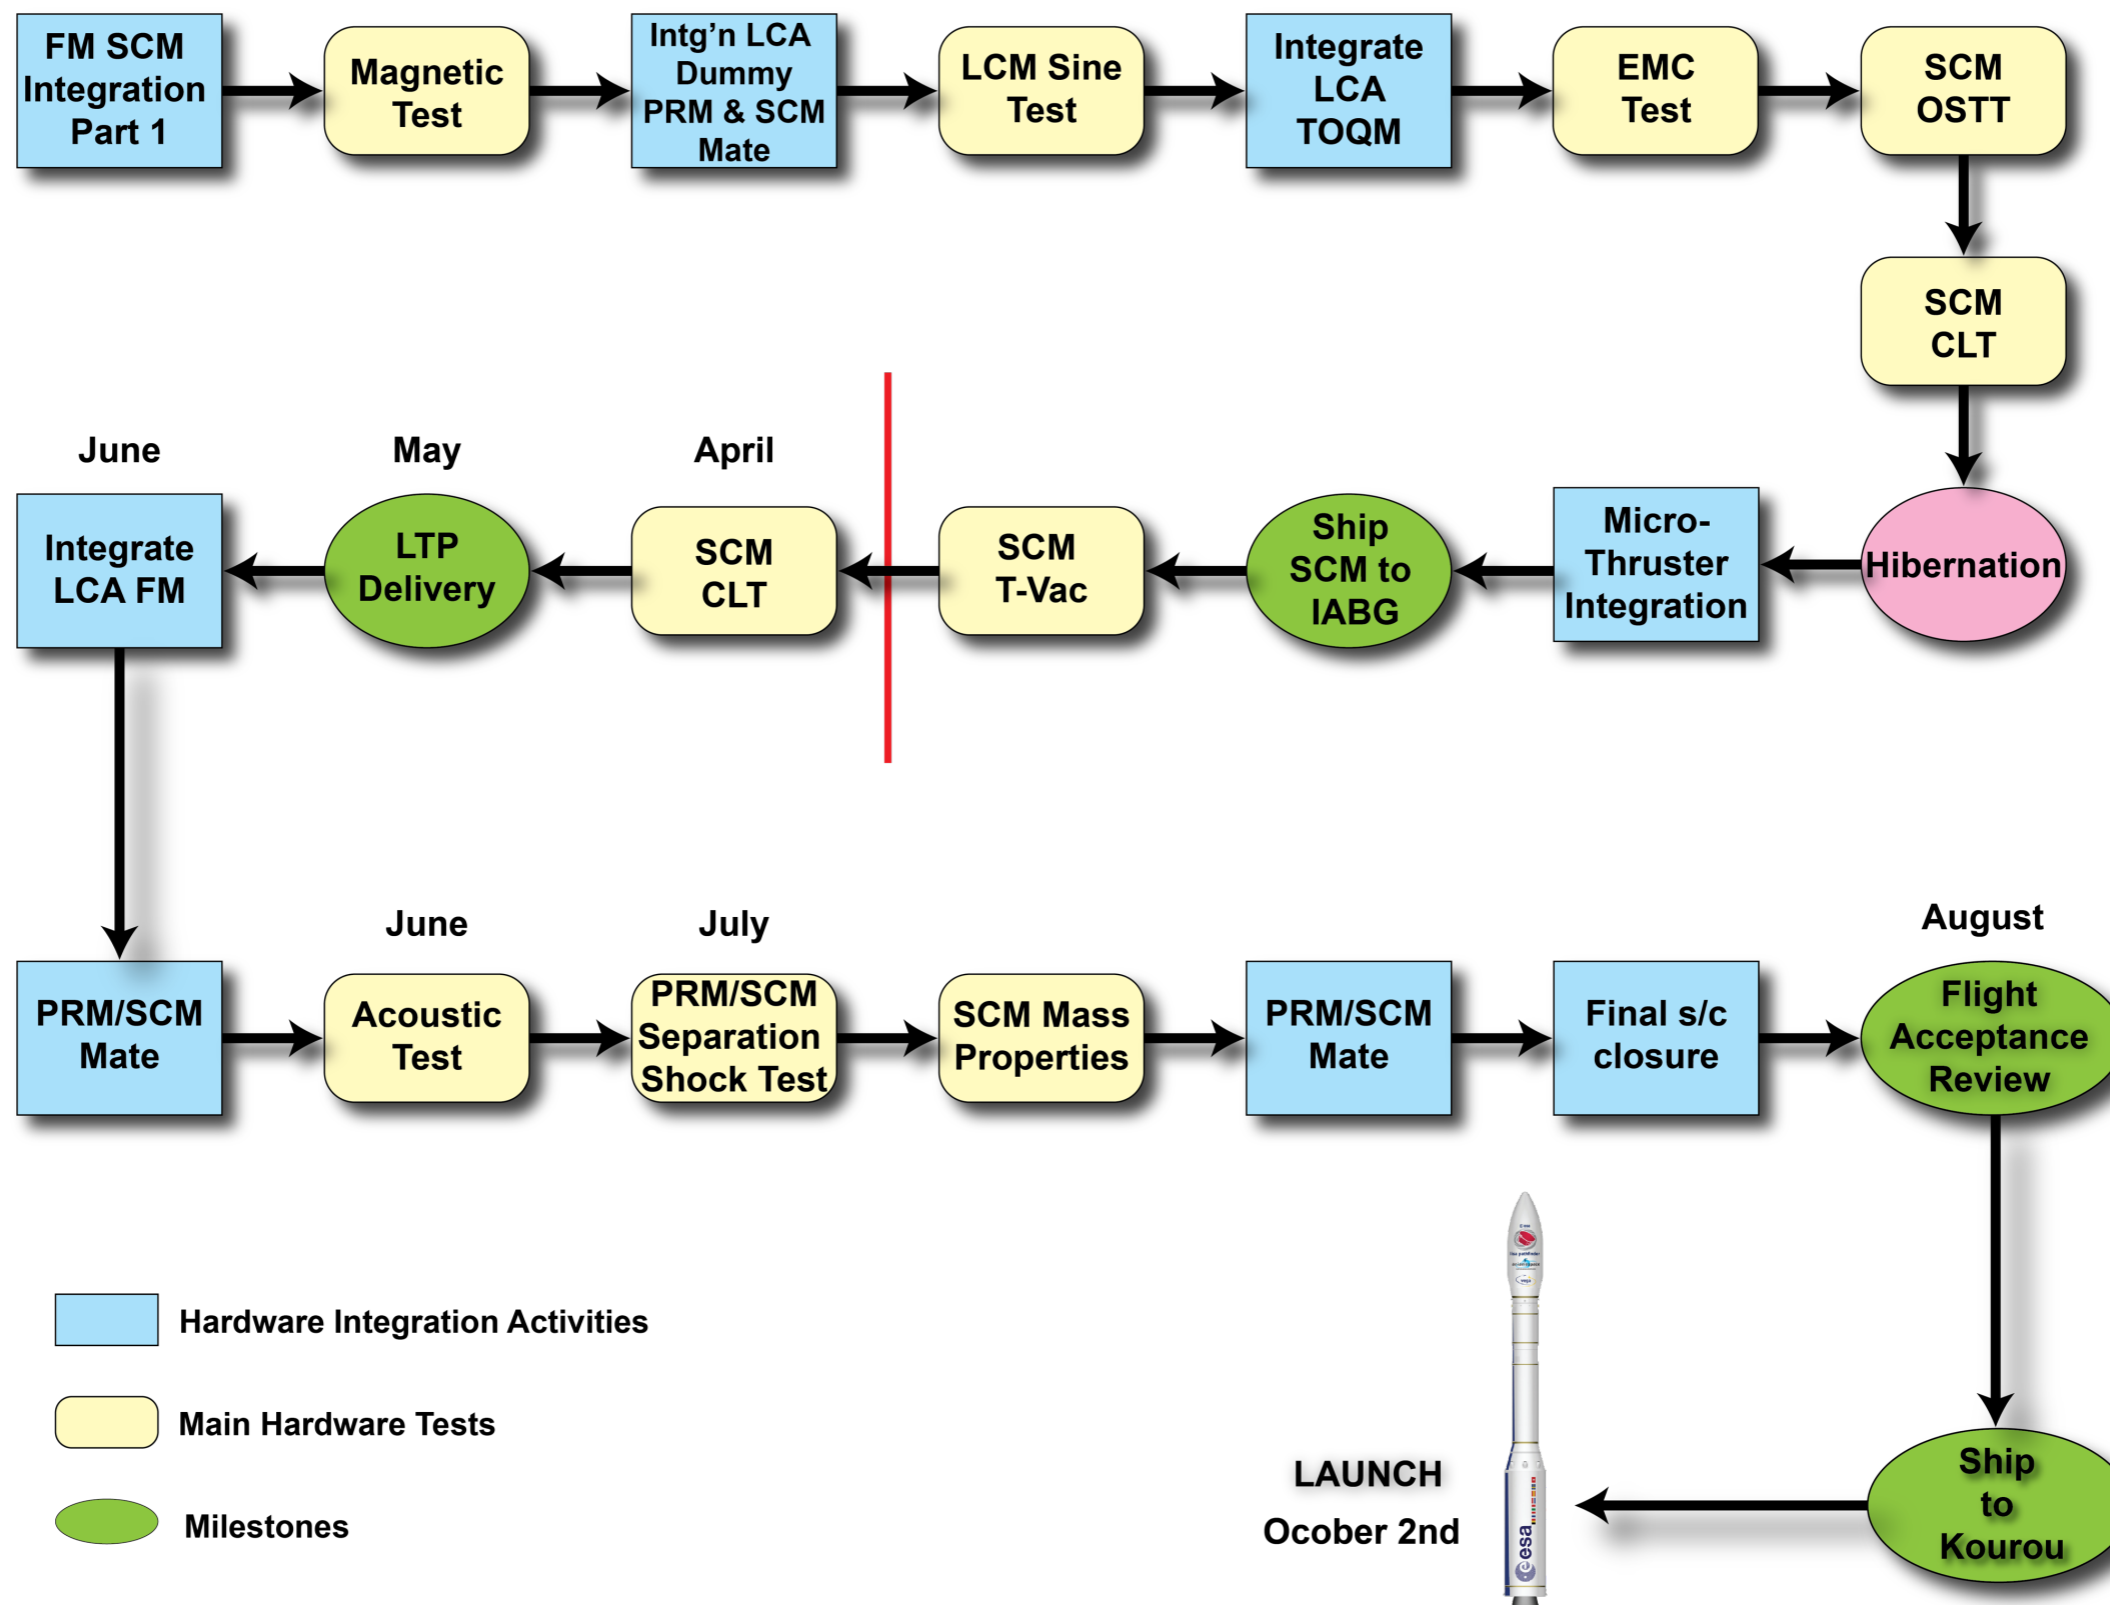 FM SCM
Integration
Part 1
Magnetic
Test
Intg'n LCA
Dummy
PRM & SCM
Mate
LCM Sine
Test
Integrate
LCA
TOQM
EMC
Test
SCM
OSTT
SCM
CLT
June
May
April
Integrate
LCA FM
LTP
Delivery
SCM
CLT
SCM
T-Vac
Ship
SCM to
IABG
Micro-
Thruster
Integration
Hibernation
June
July
August
PRM/SCM
Mate
Acoustic
Test
PRM/SCM
Separation
Shock Test
SCM Mass
Properties
PRM/SCM
Mate
Final s/c
closure
Flight
Acceptance
Review
Hardware Integration Activities
Main Hardware Tests
Milestones
LAUNCH
Ocober 2nd
esa
Ship
to
Kourou